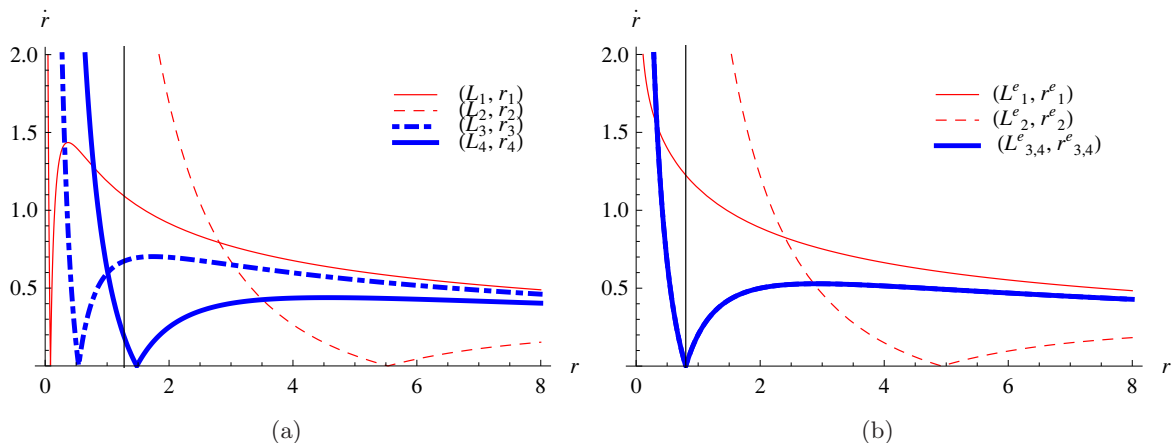 ṙ
2.0
1.5
1.0
0.5
0
2
4
6
8
r
(L₁, r₁)
(L₂, r₂)
(L₃, r₃)
(L₄, r₄)
(a)
ṙ
2.0
1.5
1.0
0.5
0
2
4
6
8
r
(Lᵉ₁, rᵉ₁)
(Lᵉ₂, rᵉ₂)
(Lᵉ₃,₄, rᵉ₃,₄)
(b)